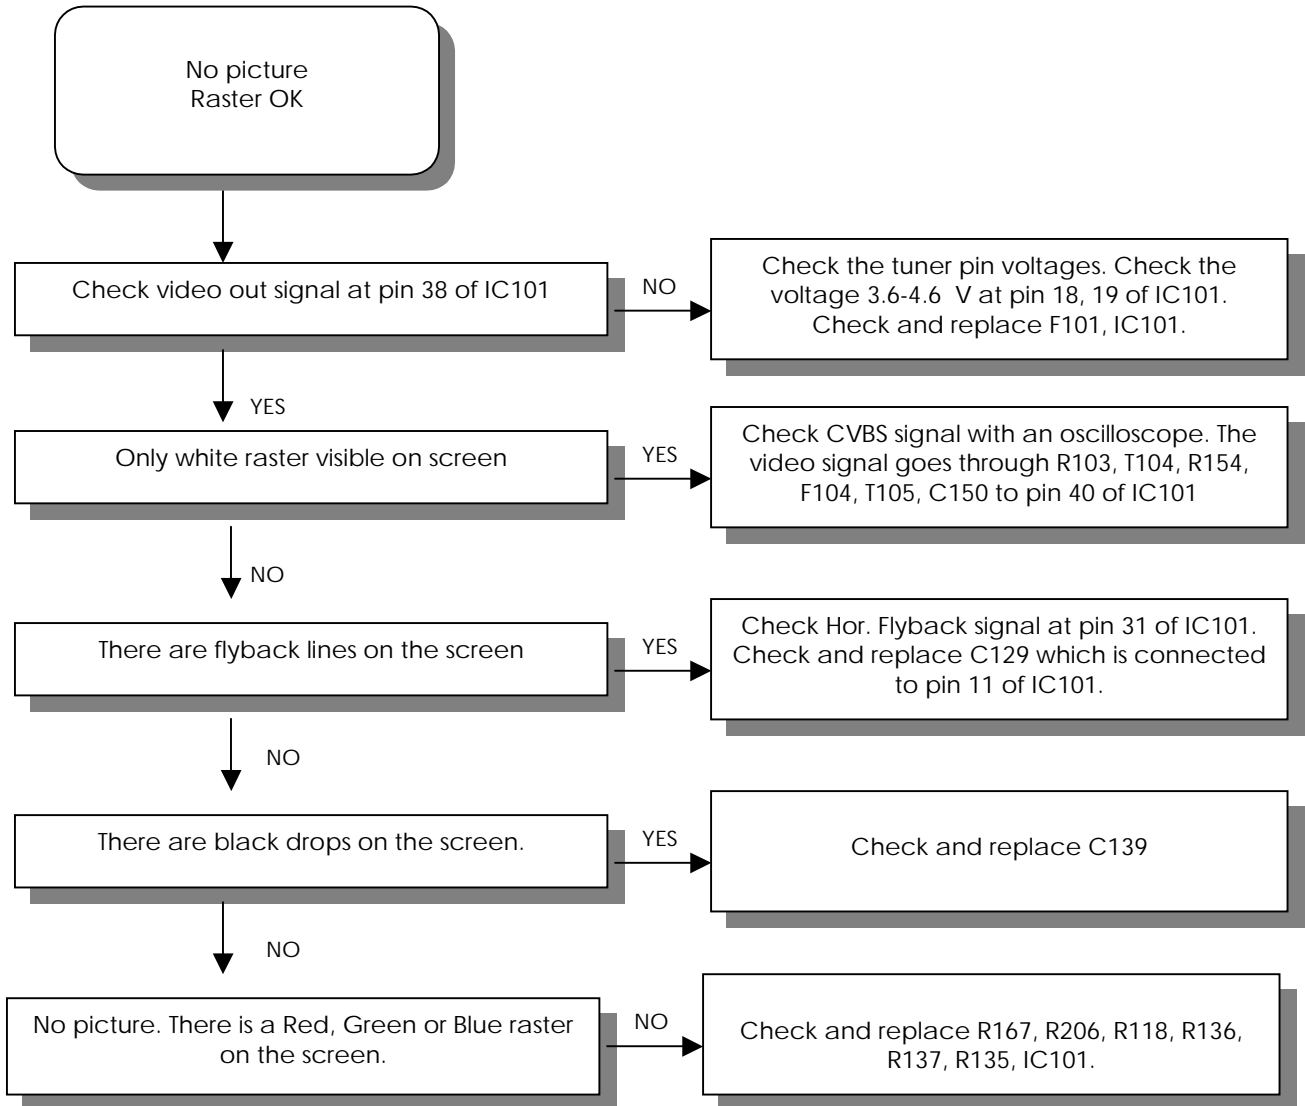 No picture
Raster OK
Check video out signal at pin 38 of IC101
NO
Check the tuner pin voltages. Check the
voltage 3.6-4.6 V at pin 18, 19 of IC101.
Check and replace F101, IC101.
YES
Only white raster visible on screen
YES
Check CVBS signal with an oscilloscope. The
video signal goes through R103, T104, R154,
F104, T105, C150 to pin 40 of IC101
NO
There are flyback lines on the screen
YES
Check Hor. Flyback signal at pin 31 of IC101.
Check and replace C129 which is connected
to pin 11 of IC101.
NO
There are black drops on the screen.
YES
Check and replace C139
NO
No picture. There is a Red, Green or Blue raster
on the screen.
NO
Check and replace R167, R206, R118, R136,
R137, R135, IC101.